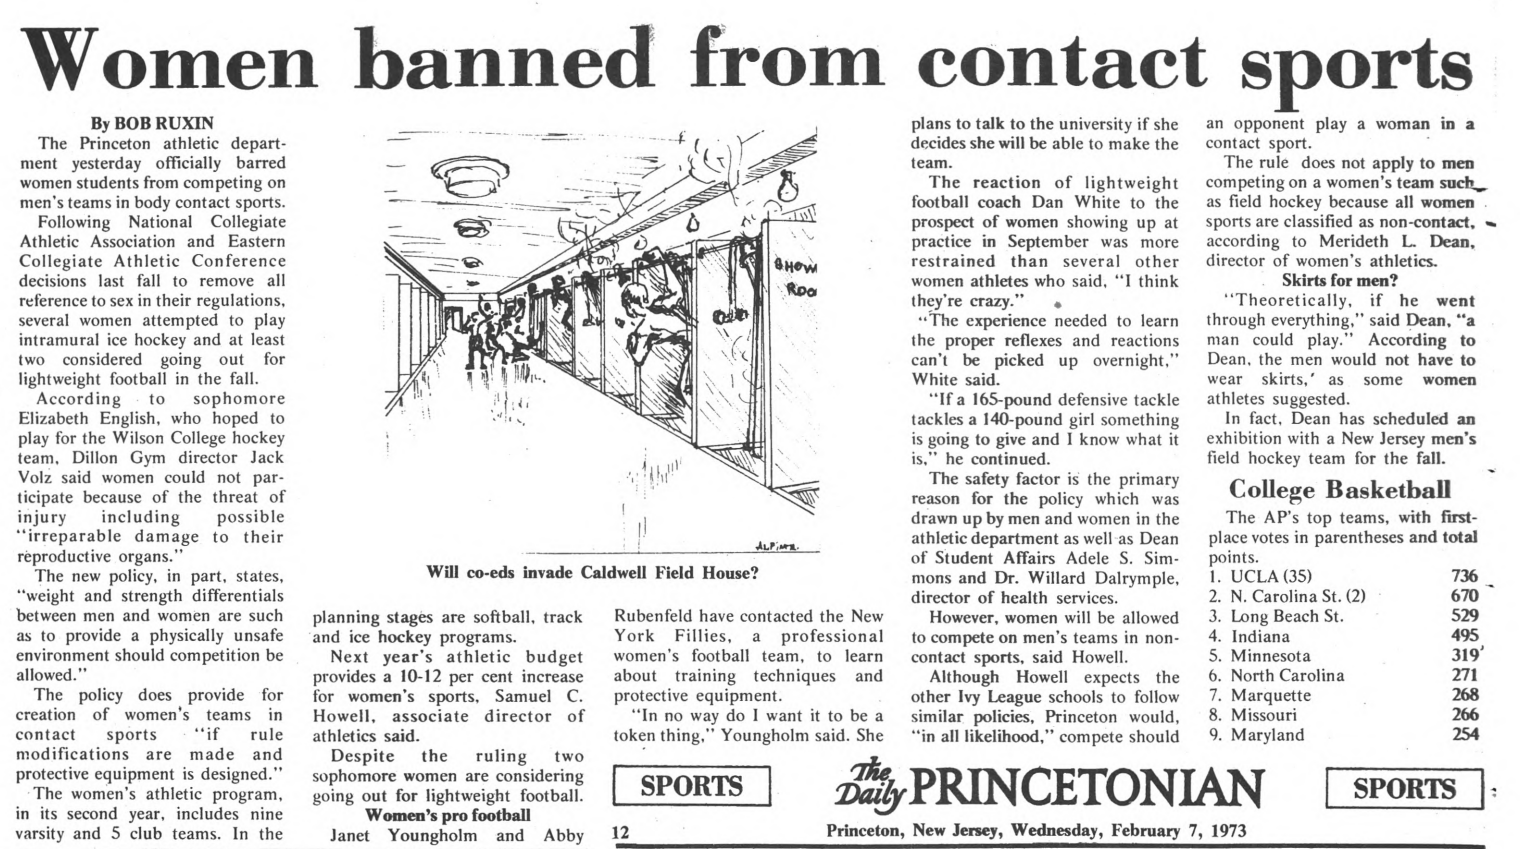 Women banned from contact sports
By BOB RUXIN
The Princeton athletic depart-
ment yesterday officially barred
women students from competing on
men's teams in body contact sports.
Following National Collegiate
Athletic Association and Eastern
Collegiate Athletic Conference
decisions last fall to remove all
reference to sex in their regulations,
several women attempted to play
intramural ice hockey and at least
two considered going out for
lightweight football in the fall.
According to sophomore
Elizabeth English, who hoped to
play for the Wilson College hockey
team, Dillon Gym director Jack
Volz said women could not par-
ticipate because of the threat of
injury including possible
"irreparable damage to their
reproductive organs."
The new policy, in part, states,
"weight and strength differentials
between men and women are such
as to provide a physically unsafe
environment should competition be
allowed."
The policy does provide for
creation of women's teams in
contact sports "if rule
modifications are made and
protective equipment is designed."
The women's athletic program,
in its second year, includes nine
varsity and 5 club teams. In the
SHOW
ROO
ALPINE
Will co-eds invade Caldwell Field House?
planning stages are softball, track
and ice hockey programs.
Next year's athletic budget
provides a 10-12 per cent increase
for women's sports, Samuel C.
Howell, associate director of
athletics said.
Despite the ruling two
sophomore women are considering
going out for lightweight football.
Women's pro football
Janet Youngholm and Abby
Rubenfeld have contacted the New
York Fillies, a professional
women's football team, to learn
about training techniques and
protective equipment.
"In no way do I want it to be a
token thing," Youngholm said. She
plans to talk to the university if she
decides she will be able to make the
team.
The reaction of lightweight
football coach Dan White to the
prospect of women showing up at
practice in September was more
restrained than several other
women athletes who said, "I think
they're crazy."
"The experience needed to learn
the proper reflexes and reactions
can't be picked up overnight,"
White said.
"If a 165-pound defensive tackle
tackles a 140-pound girl something
is going to give and I know what it
is," he continued.
The safety factor is the primary
reason for the policy which was
drawn up by men and women in the
athletic department as well as Dean
of Student Affairs Adele S. Sim-
mons and Dr. Willard Dalrymple,
director of health services.
However, women will be allowed
to compete on men's teams in non-
contact sports, said Howell.
Although Howell expects the
other Ivy League schools to follow
similar policies, Princeton would,
"in all likelihood," compete should
an opponent play a woman in a
contact sport.
The rule does not apply to men
competing on a women's team such
as field hockey because all women
sports are classified as non-contact,
according to Merideth L. Dean,
director of women's athletics.
Skirts for men?
"Theoretically, if he went
through everything," said Dean, "a
man could play." According to
Dean, the men would not have to
wear skirts, as some women
athletes suggested.
In fact, Dean has scheduled an
exhibition with a New Jersey men's
field hockey team for the fall.
College Basketball
The AP's top teams, with first-
place votes in parentheses and total
points.
1. UCLA (35) 736
2. N. Carolina St. (2) 670
3. Long Beach St. 529
4. Indiana 495
5. Minnesota 319
6. North Carolina 271
7. Marquette 268
8. Missouri 266
9. Maryland 254
SPORTS
The Daily PRINCETONIAN
SPORTS
12
Princeton, New Jersey, Wednesday, February 7, 1973